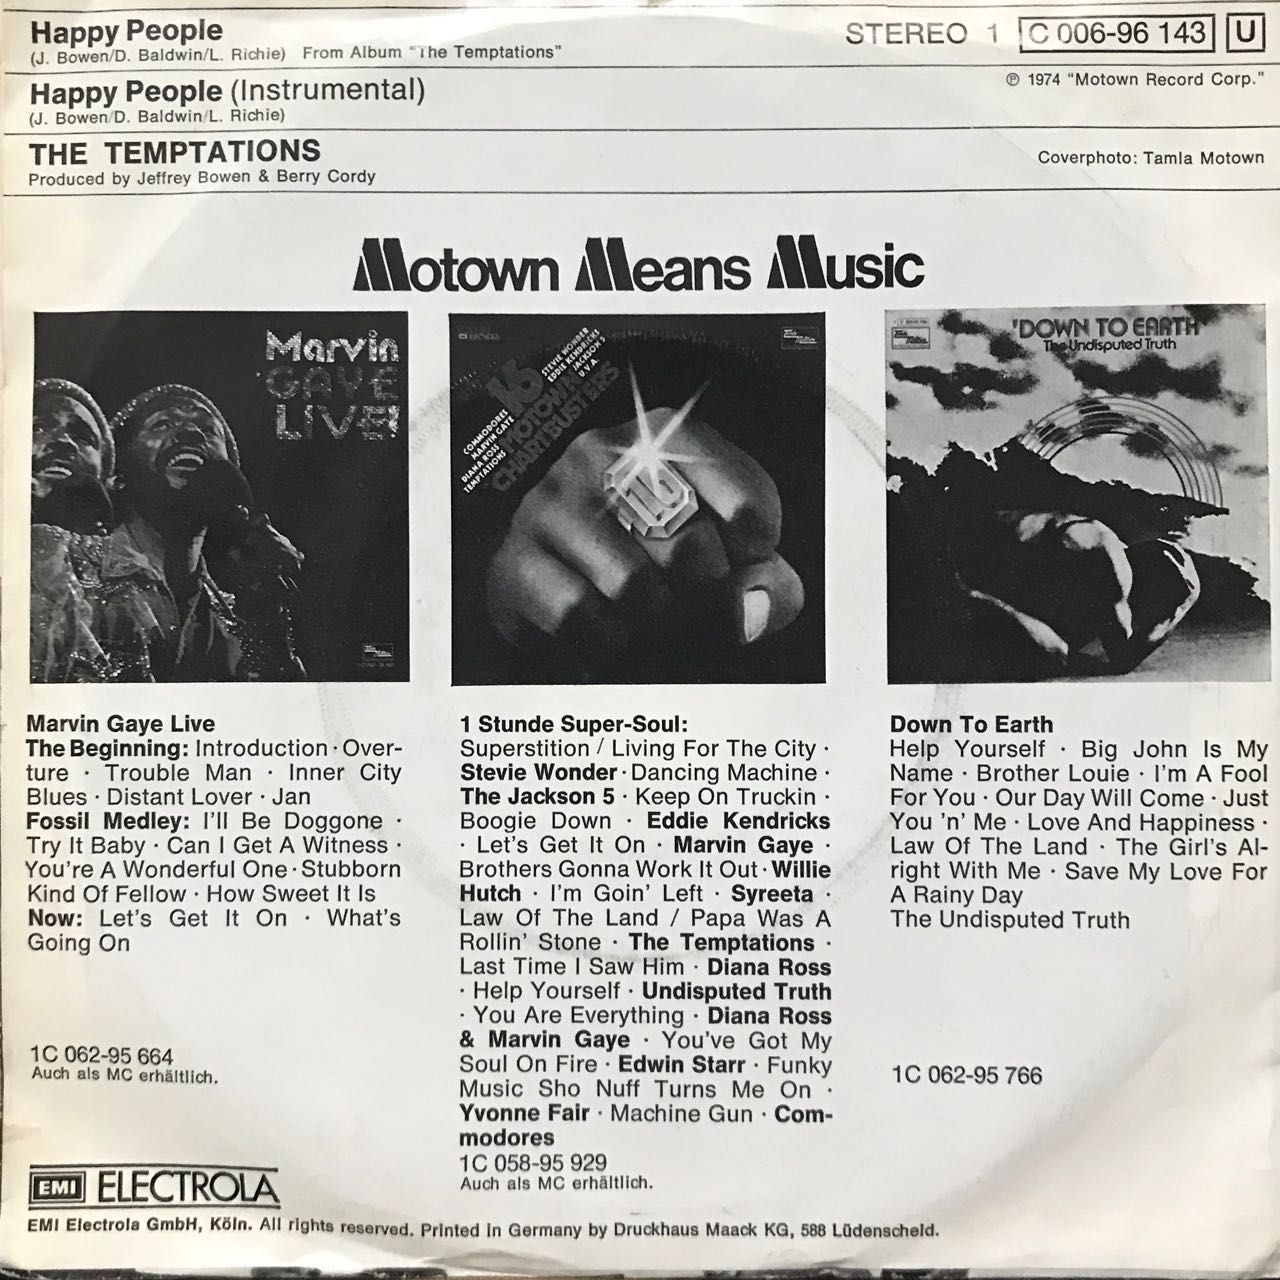 Happy People
(J. Bowen/D. Baldwin/L. Richie) From Album "The Temptations"
STEREO 1 C 006-96 143 U
Happy People (Instrumental)
(J. Bowen/D. Baldwin/L. Richie)
℗ 1974 "Motown Record Corp."
THE TEMPTATIONS
Produced by Jeffrey Bowen & Berry Cordy
Coverphoto: Tamla Motown
Motown Means Music
Marvin
GAYE
LIVE!
STEVIE WONDER
EDDIE KENDRICKS
JACKSON 5
U.V.A.
16
MOTOWN
CHARTBUSTERS
COMMODORES
MARVIN GAYE
DIANA ROSS
TEMPTATIONS
16
'DOWN TO EARTH'
The Undisputed Truth
Marvin Gaye Live
The Beginning: Introduction · Over-
ture · Trouble Man · Inner City
Blues · Distant Lover · Jan
Fossil Medley: I'll Be Doggone ·
Try It Baby · Can I Get A Witness ·
You're A Wonderful One · Stubborn
Kind Of Fellow · How Sweet It Is
Now: Let's Get It On · What's
Going On
1C 062-95 664
Auch als MC erhältlich.
1 Stunde Super-Soul:
Superstition / Living For The City ·
Stevie Wonder · Dancing Machine ·
The Jackson 5 · Keep On Truckin ·
Boogie Down · Eddie Kendricks
· Let's Get It On · Marvin Gaye ·
Brothers Gonna Work It Out · Willie
Hutch · I'm Goin' Left · Syreeta ·
Law Of The Land / Papa Was A
Rollin' Stone · The Temptations ·
Last Time I Saw Him · Diana Ross
· Help Yourself · Undisputed Truth
· You Are Everything · Diana Ross
& Marvin Gaye · You've Got My
Soul On Fire · Edwin Starr · Funky
Music Sho Nuff Turns Me On ·
Yvonne Fair · Machine Gun · Com-
modores
1C 058-95 929
Auch als MC erhältlich.
Down To Earth
Help Yourself · Big John Is My
Name · Brother Louie · I'm A Fool
For You · Our Day Will Come · Just
You 'n' Me · Love And Happiness ·
Law Of The Land · The Girl's Al-
right With Me · Save My Love For
A Rainy Day
The Undisputed Truth
1C 062-95 766
EMI ELECTROLA
EMI Electrola GmbH, Köln. All rights reserved. Printed in Germany by Druckhaus Maack KG, 588 Lüdenscheid.